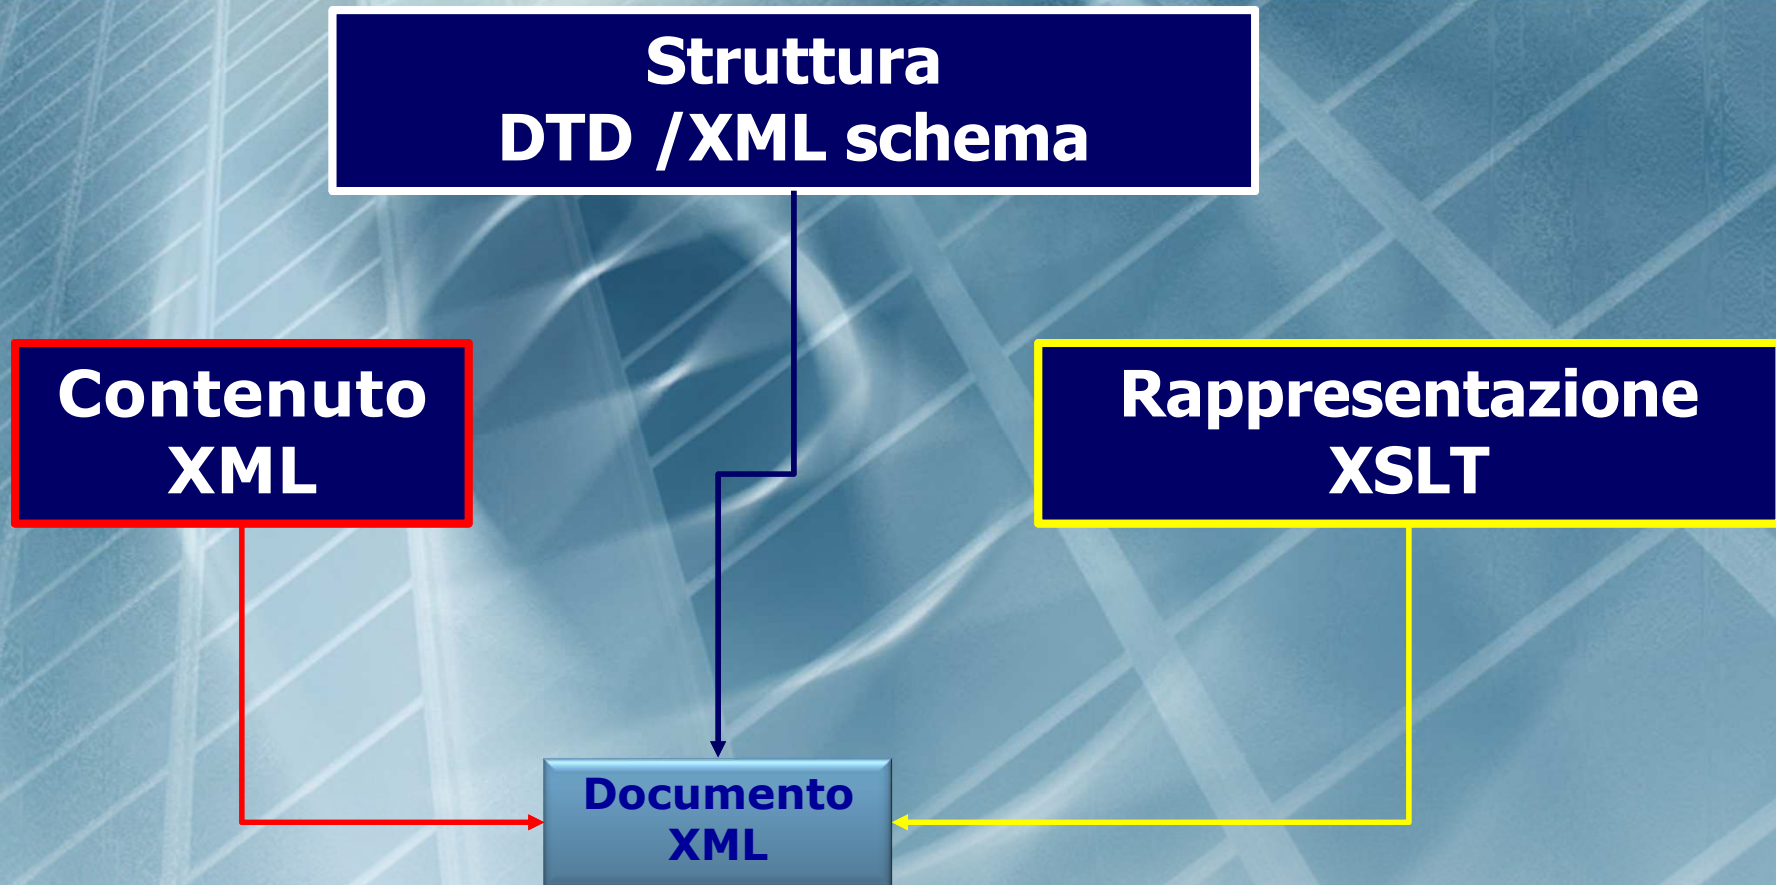 Struttura
DTD /XML schema
Contenuto
XML
Rappresentazione
XSLT
Documento
XML